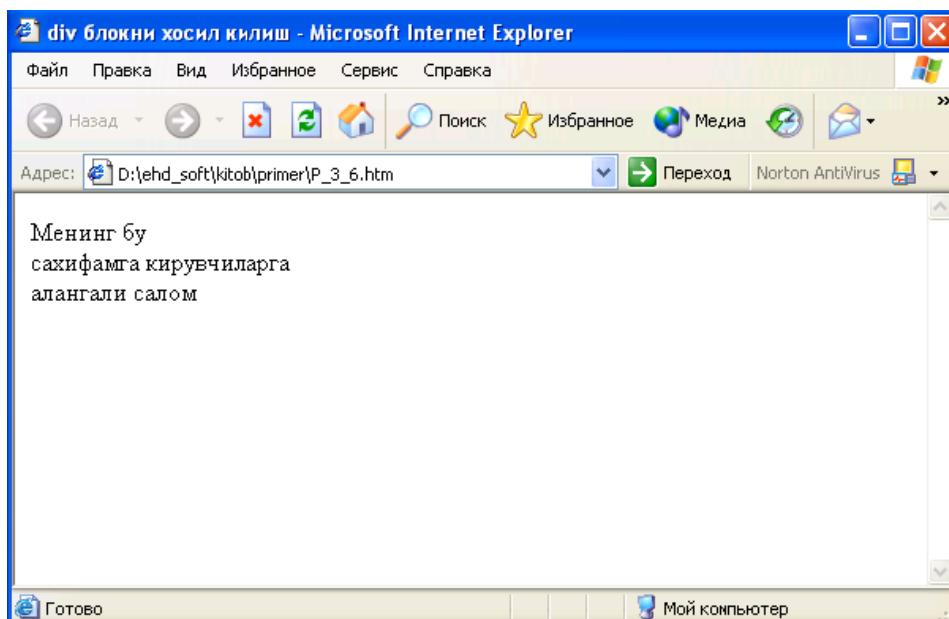 div блокни хосил килиш - Microsoft Internet Explorer
Файл Правка Вид Избранное Сервис Справка
Назад Поиск Избранное Медиа »
Адрес: D:\ehd_soft\kitob\primer\P_3_6.htm Переход Norton AntiVirus
Менинг бу
сахифамга кирувчиларга
алангали салом
Готово Мой компьютер